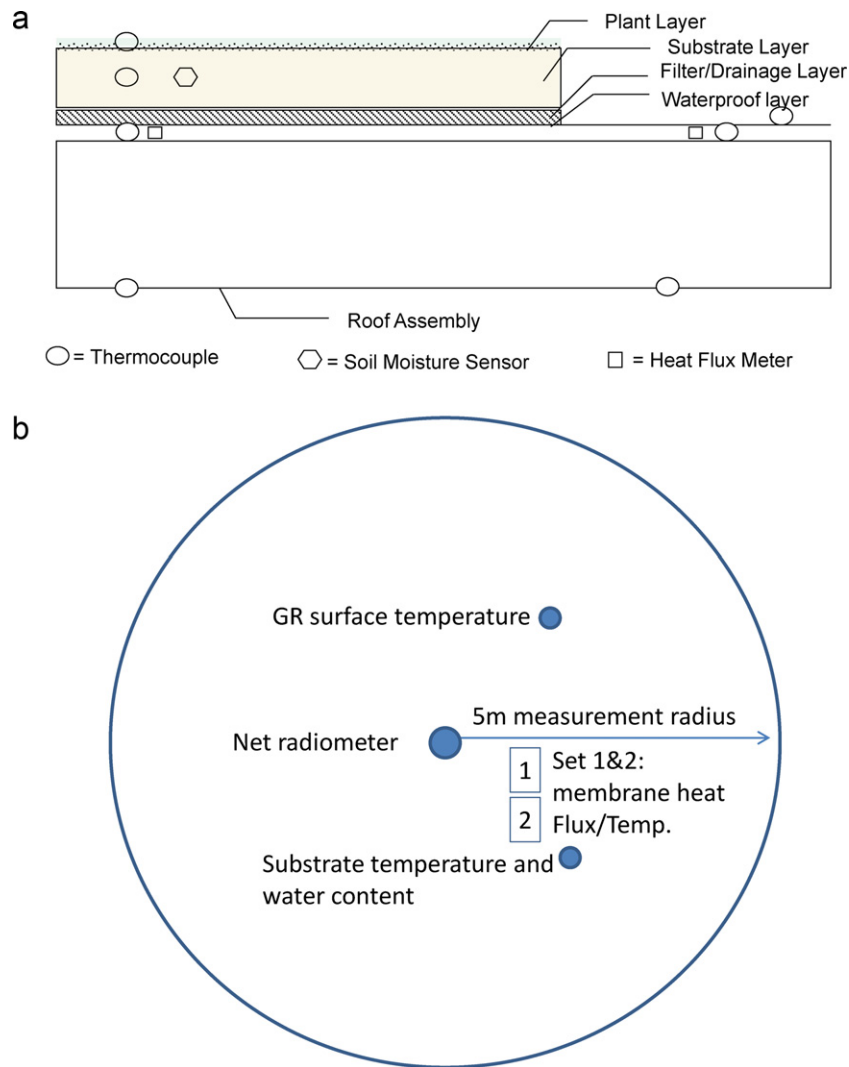 a
Plant Layer
Substrate Layer
Filter/Drainage Layer
Waterproof layer
Roof Assembly
= Thermocouple
= Soil Moisture Sensor
= Heat Flux Meter
b
GR surface temperature
5m measurement radius
Net radiometer
1
Set 1&2:
membrane heat
2
Flux/Temp.
Substrate temperature and
water content